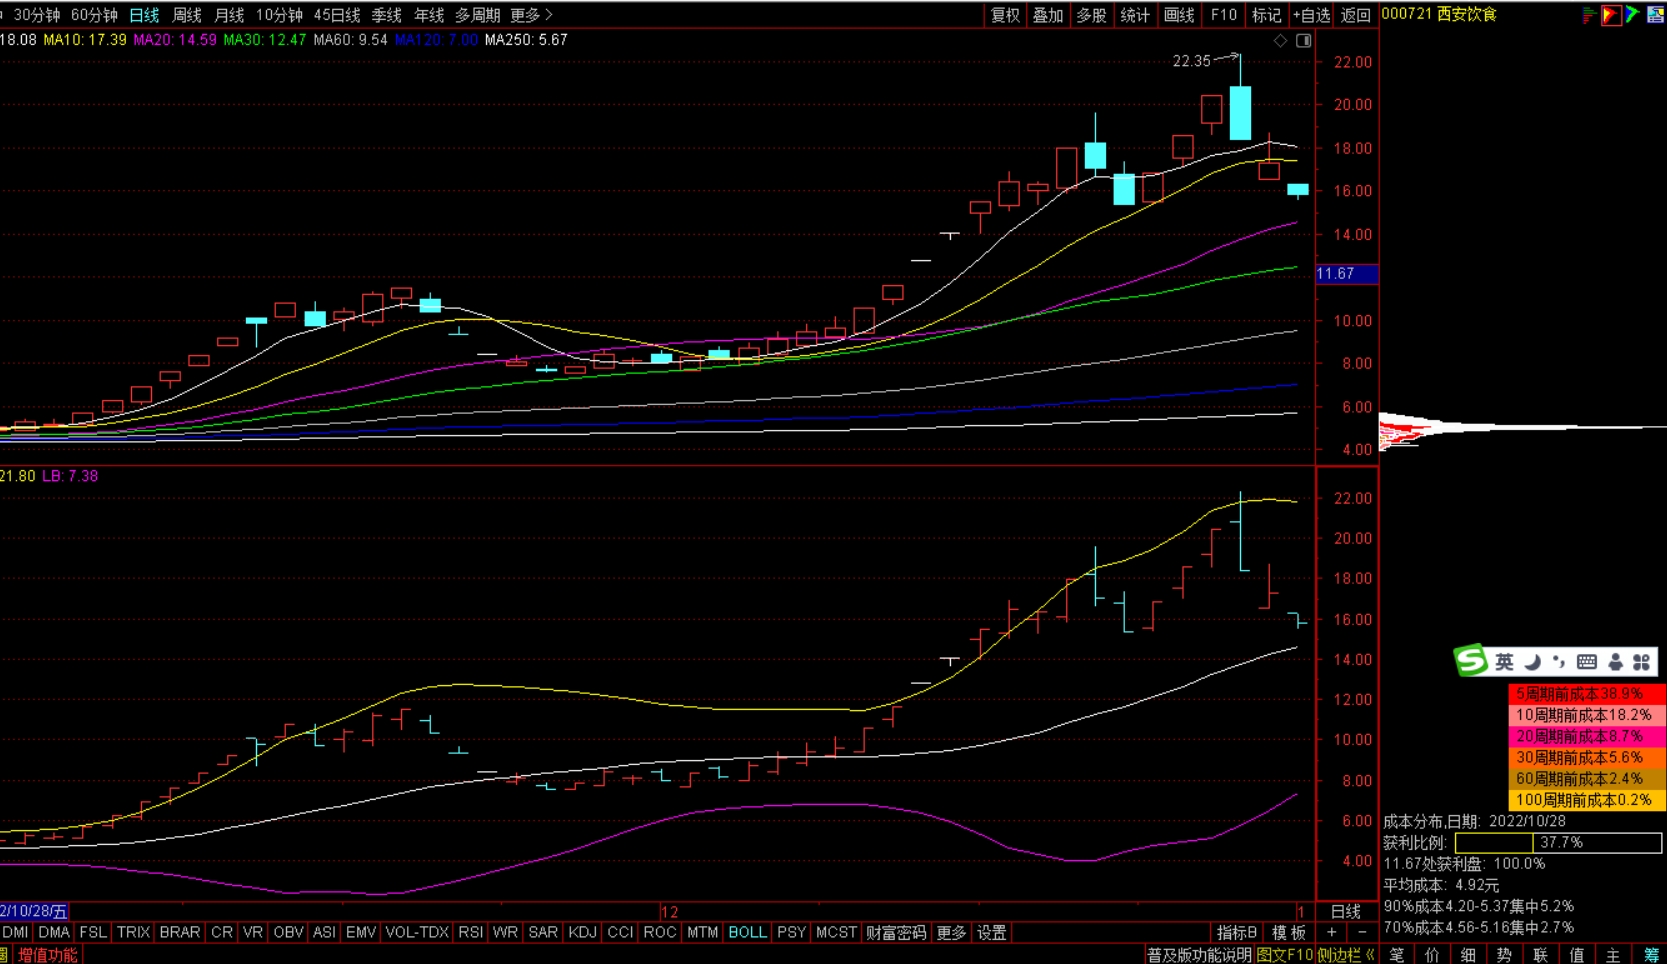 30分钟 60分钟 日线 周线 月线 10分钟 45日线 季线 年线 多周期 更多 复权 叠加 多股 统计 画线 F10 标记 +自选 返回 000721 西安饮食
18.08 MA10: 17.39 MA20: 14.59 MA30: 12.47 MA60: 9.54 MA120: 7.00 MA250: 5.67
22.35
22.00
20.00
18.00
16.00
14.00
11.67
10.00
8.00
6.00
4.00
21.80 LB: 7.38
22.00
20.00
18.00
16.00
14.00
12.00
10.00
8.00
6.00
4.00
英
5周期前成本38.9%
10周期前成本18.2%
20周期前成本8.7%
30周期前成本5.6%
60周期前成本2.4%
100周期前成本0.2%
成本分布,日期: 2022/10/28
获利比例: 37.7%
11.67处获利盘: 100.0%
平均成本: 4.92元
90%成本4.20-5.37集中5.2%
70%成本4.56-5.16集中2.7%
2/10/28/五 12 1 日线
DMI DMA FSL TRIX BRAR CR VR OBV ASI EMV VOL-TDX RSI WR SAR KDJ CCI ROC MTM BOLL PSY MCST 财富密码 更多 设置 指标B 模板 + -
增值功能 普及版功能说明 图文F10 侧边栏《 笔 价 细 势 联 值 主 筹